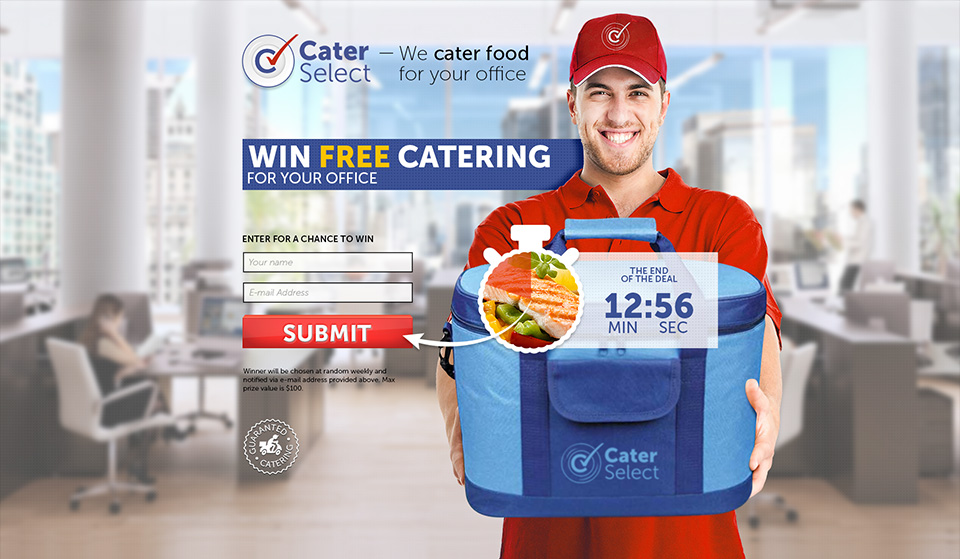 Cater
Select
— We cater food
for your office
WIN FREE CATERING
FOR YOUR OFFICE
ENTER FOR A CHANCE TO WIN
Your name
E-mail Address
SUBMIT
Winner will be chosen at random weekly and
notified via e-mail address provided above, Max
prize value is $100.
GUARANTED
CATERING
THE END
OF THE DEAL
12:56
MIN SEC
Cater
Select